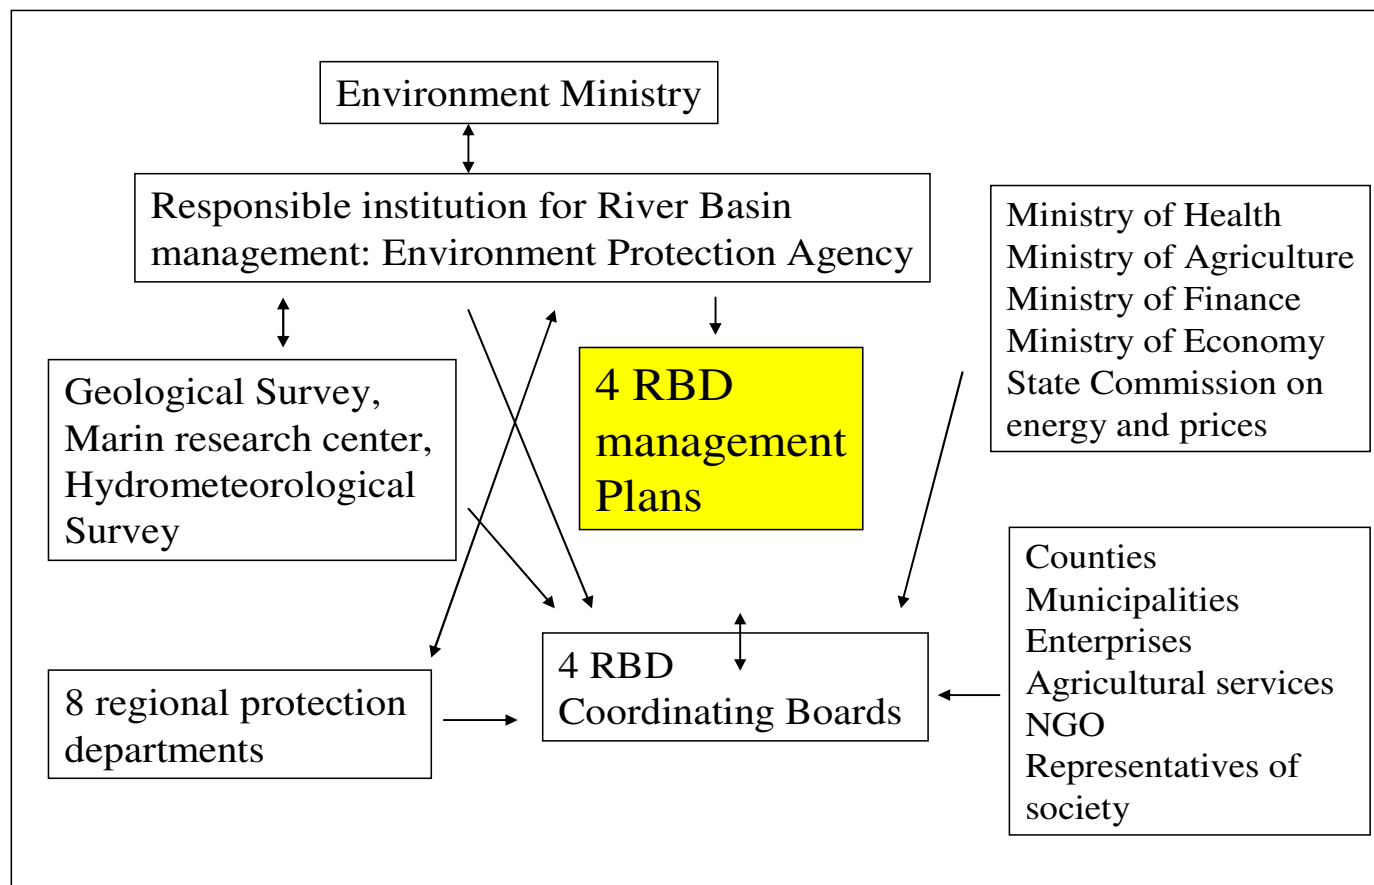 Environment Ministry
Responsible institution for River Basin
management: Environment Protection Agency
Ministry of Health
Ministry of Agriculture
Ministry of Finance
Ministry of Economy
State Commission on
energy and prices
Geological Survey,
Marin research center,
Hydrometeorological
Survey
4 RBD
management
Plans
Counties
Municipalities
Enterprises
Agricultural services
NGO
Representatives of
society
8 regional protection
departments
4 RBD
Coordinating Boards